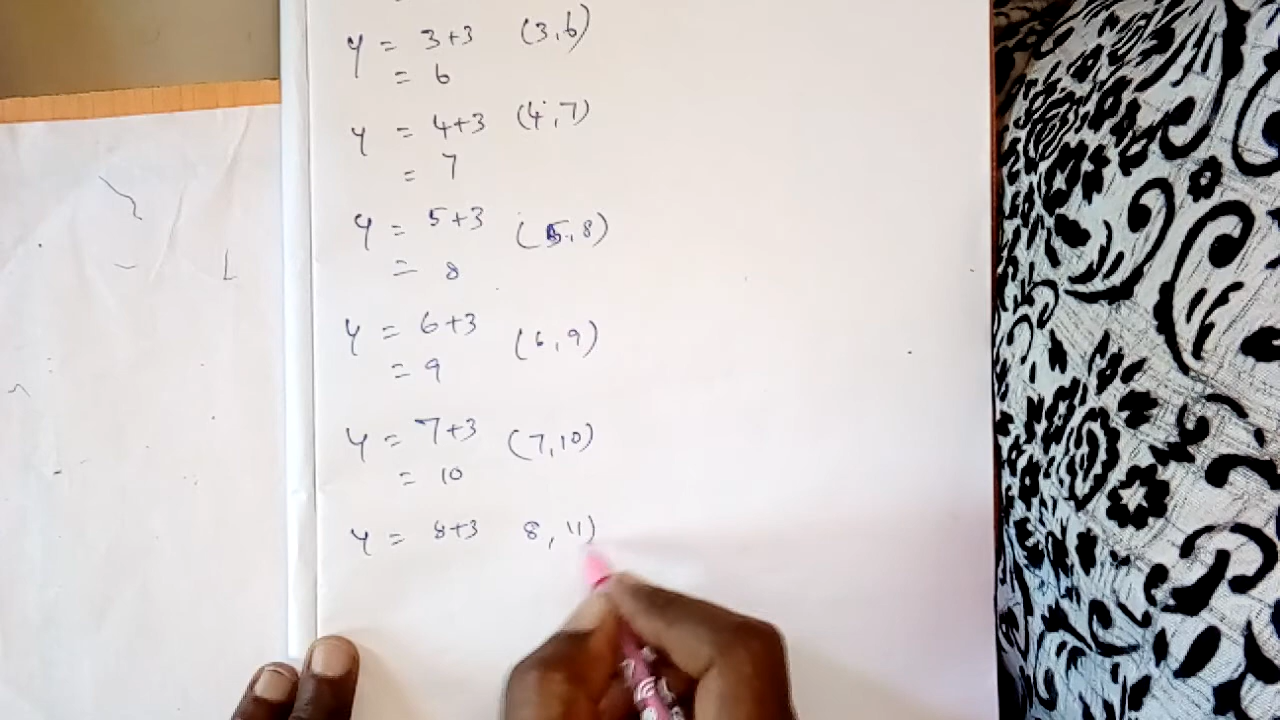 y = 3+3 (3,6)
= 6
y = 4+3 (4,7)
= 7
y = 5+3 (5,8)
= 8
y = 6+3 (6,9)
= 9
y = 7+3 (7,10)
= 10
y = 8+3 8, 11)